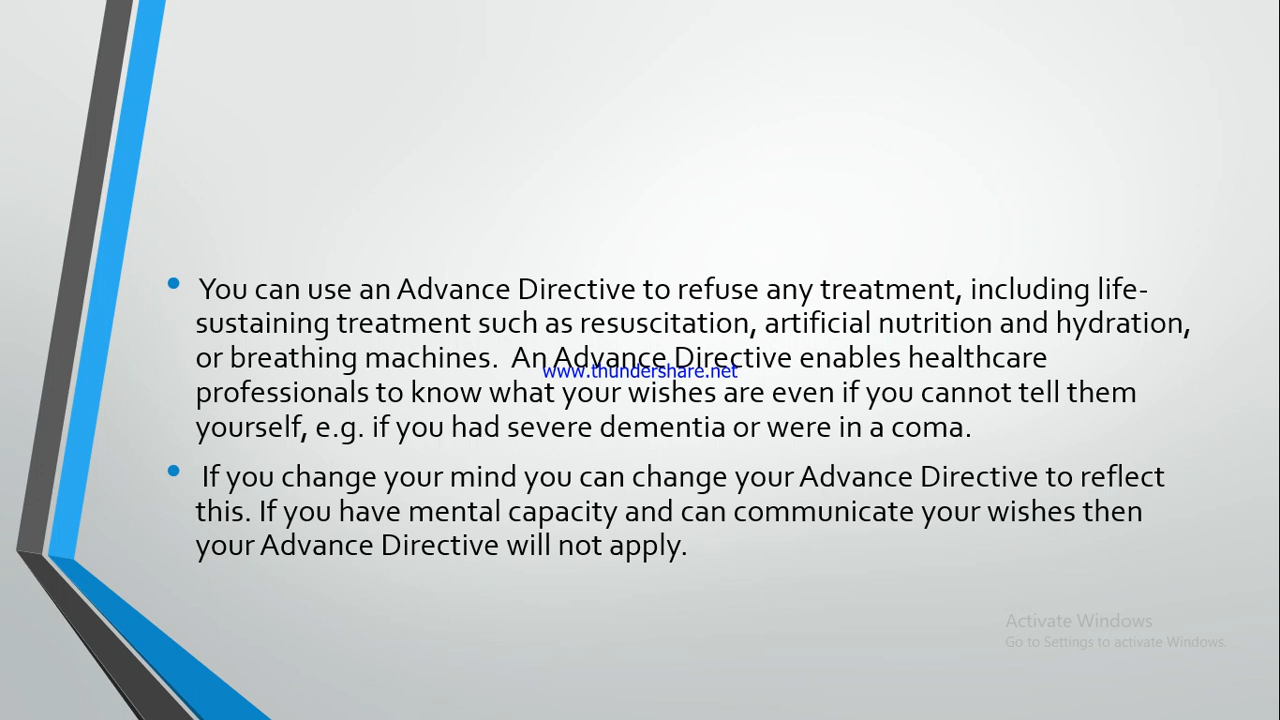 • You can use an Advance Directive to refuse any treatment, including life-
sustaining treatment such as resuscitation, artificial nutrition and hydration,
or breathing machines.  An Advance Directive enables healthcare
www.thundershare.net
professionals to know what your wishes are even if you cannot tell them
yourself, e.g. if you had severe dementia or were in a coma.
• If you change your mind you can change your Advance Directive to reflect
this. If you have mental capacity and can communicate your wishes then
your Advance Directive will not apply.
Activate Windows
Go to Settings to activate Windows.